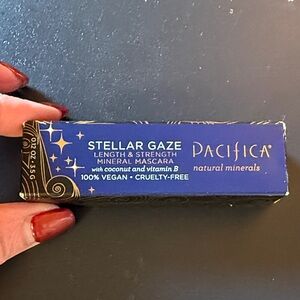 STELLAR GAZE
LENGTH & STRENGTH
MINERAL MASCARA
with coconut and vitamin B
100% VEGAN • CRUELTY-FREE
PACIFICA®
natural minerals